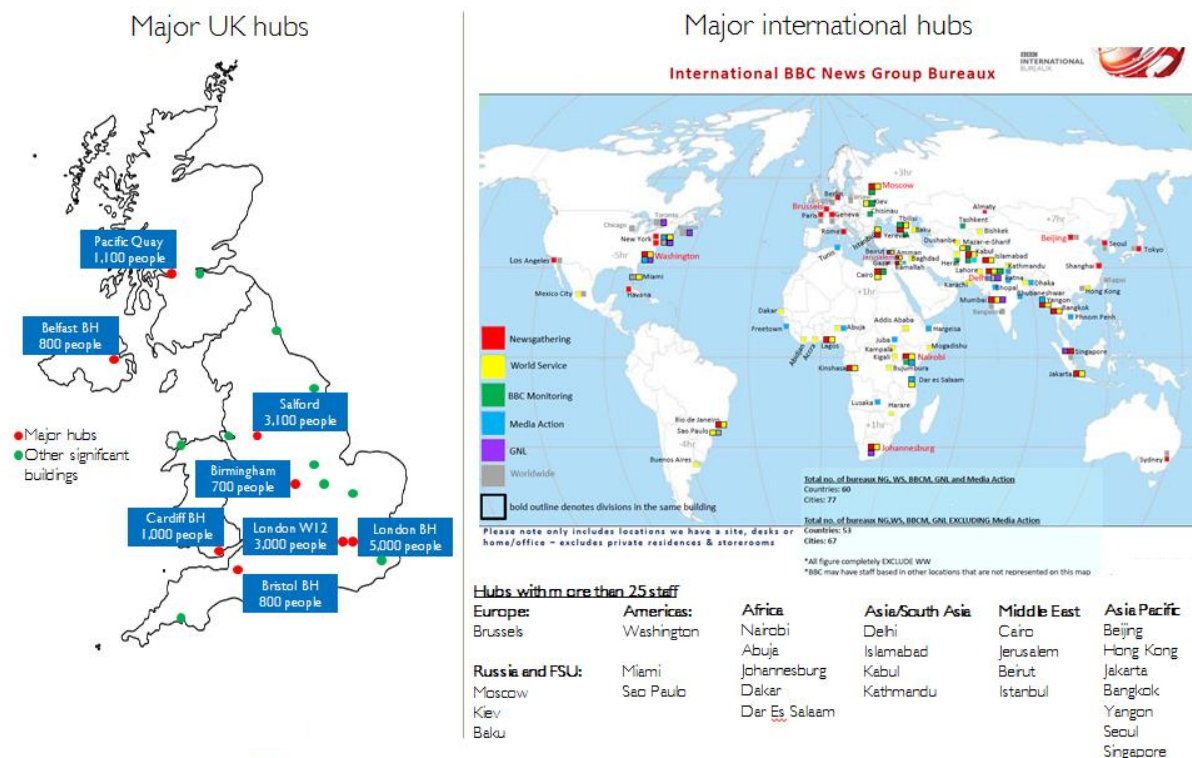 Major UK hubs
Pacific Quay
1,100 people
Belfast BH
800 people
Salford
3,100 people
Major hubs
Other significant
buildings
Birmingham
700 people
Cardiff BH
1,000 people
London W12
3,000 people
London BH
5,000 people
Bristol BH
800 people
Major international hubs
International BBC News Group Bureaux
BBC
INTERNATIONAL
BUREAUX
+3hr
Moscow
Berlin
Kiev
Brussels
Paris
Geneva
Chisinau
Almaty
Tashkent
+7hr
Toronto
Chicago
New York
Rome
Istanbul
Tbilisi
Baku
Yerevan
Bishkek
Dushanbe
Mazar-e-Sharif
Beijing
Seoul
Tokyo
-5hr
Washington
Los Angeles
Tunis
Beirut
Amman
Jerusalem
Baghdad
Gaza
Ramallah
Kabul
Herat
Islamabad
Shanghai
Miami
Cairo
Lahore
Kathmandu
Delhi
Patna
Karachi
Bhopal
Dhaka
Taipei
Mexico City
Havana
+1hr
Mumbai
Bhubaneshwar
Hong Kong
Yangon
Bangkok
Dakar
Addis Ababa
Phnom Penh
Freetown
Abuja
Juba
Hargeisa
Newsgathering
Abidjan
Accra
Lagos
Kampala
Mogadishu
Kigali
Nairobi
Singapore
World Service
Kinshasa
Bujumbura
Jakarta
BBC Monitoring
Dar es Salaam
Media Action
Lusaka
Harare
Rio de Janeiro
Sao Paulo
+1hr
GNL
-4hr
Johannesburg
Worldwide
Buenos Aires
Sydney
bold outline denotes divisions in the same building
Total no. of bureaux NG, WS, BBCM, GNL and Media Action
Countries: 60
Cities: 77
Total no. of bureaux NG,WS, BBCM, GNL EXCLUDING Media Action
Countries: 53
Cities: 67
*All figure completely EXCLUDE WW
*BBC may have staff based in other locations that are not represented on this map
Please note only includes locations we have a site, desks or
home/office – excludes private residences & storerooms
Hubs with more than 25 staff
Europe:
Brussels
Russia and FSU:
Moscow
Kiev
Baku
Americas:
Washington
Miami
Sao Paulo
Africa
Nairobi
Abuja
Johannesburg
Dakar
Dar Es Salaam
Asia/South Asia
Delhi
Islamabad
Kabul
Kathmandu
Middle East
Cairo
Jerusalem
Beirut
Istanbul
Asia Pacific
Beijing
Hong Kong
Jakarta
Bangkok
Yangon
Seoul
Singapore